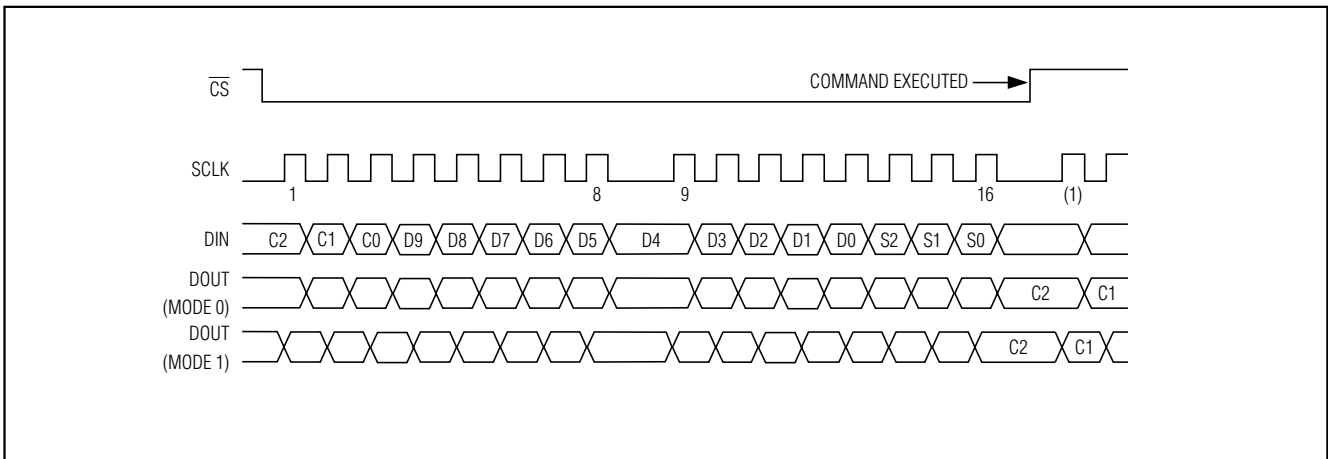 CS COMMAND EXECUTED
SCLK
1 8 9 16 (1)
DIN C2 C1 C0 D9 D8 D7 D6 D5 D4 D3 D2 D1 D0 S2 S1 S0
DOUT
(MODE 0) C2 C1
DOUT
(MODE 1) C2 C1